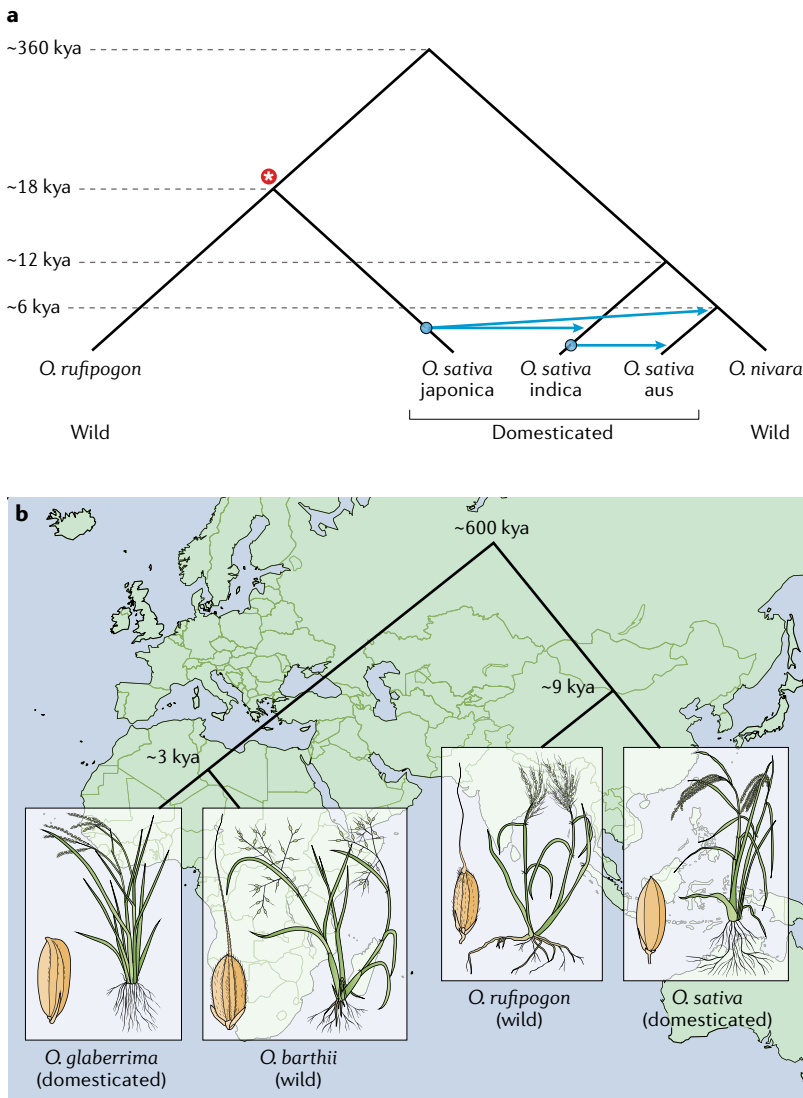 a
~360 kya
*
~18 kya
~12 kya
~6 kya
O. rufipogon
O. sativa
japonica
O. sativa
indica
O. sativa
aus
O. nivara
Wild
Domesticated
Wild
b
~600 kya
~9 kya
~3 kya
O. rufipogon
(wild)
O. sativa
(domesticated)
O. glaberrima
(domesticated)
O. barthii
(wild)